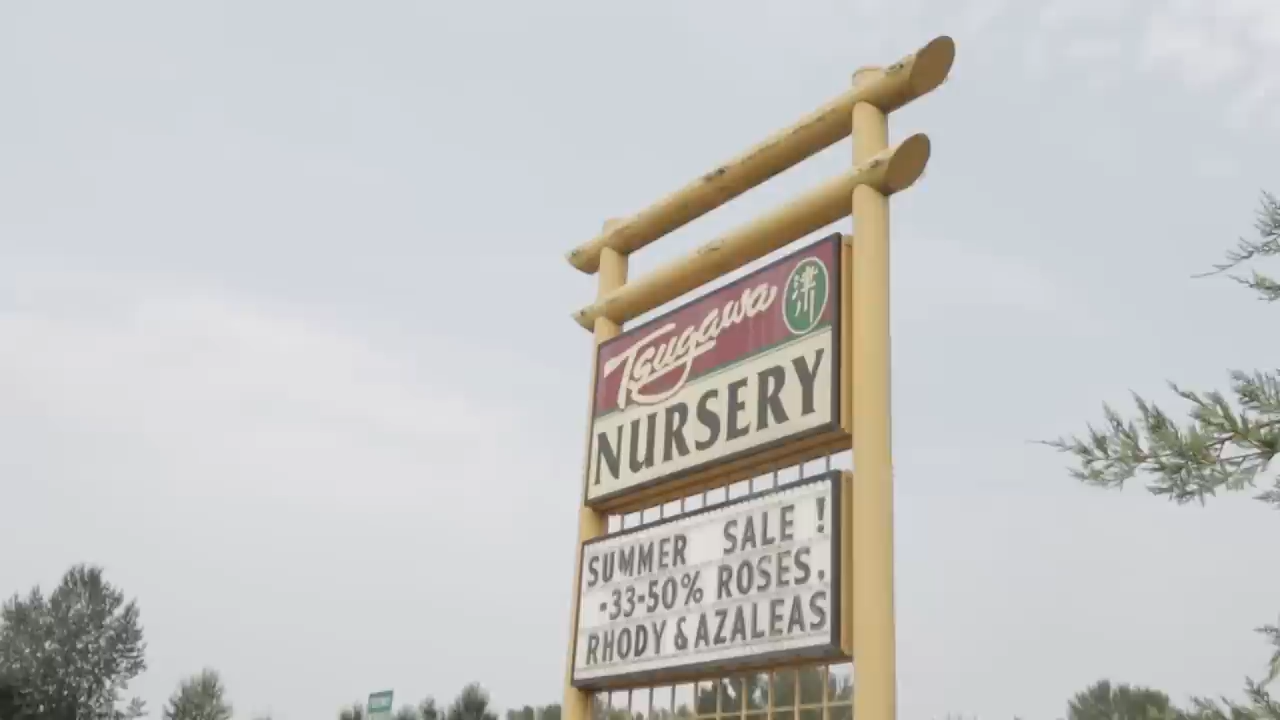 Tsugawa
NURSERY
SUMMER SALE !
-33-50% ROSES,
RHODY & AZALEAS